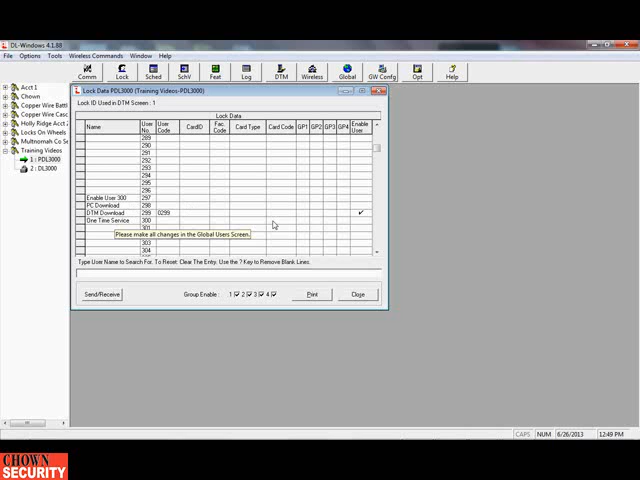 DL-Windows 4.1.88
File Options Tools Wireless Commands Window About
Comm Lock Sched SchV Feat Log DTM Wireless Global GW Config Opt Help
Acct 1
Chown
Copper Wire Battl
Copper Wire Casc
Holly Ridge Acct 2
Locks On Wheels
Multnomah Co Se
Training Videos
1 : PDL3000
2 : DL3000
Lock Data PDL3000 (Training Videos-PDL3000)
Lock ID Used in DTM Screen : 1
Lock Data
Name User No. User Code CardID Fac. Code Card Type Card Code GP1 GP2 GP3 GP4 Enable User
289
290
291
292
293
294
295
296
Enable User 300 297
PC Download 298
DTM Download 299 0299 ✓
One Time Service 300
301
Please make all changes in the Global Users Screen.
303
304
Type User Name to Search For. To Reset: Clear The Entry. Use the ? Key to Remove Blank Lines.
Send/Receive Group Enable : 1 2 3 4 Print Close
CAPS NUM 6/26/2013 12:49 PM
CHOWN
SECURITY